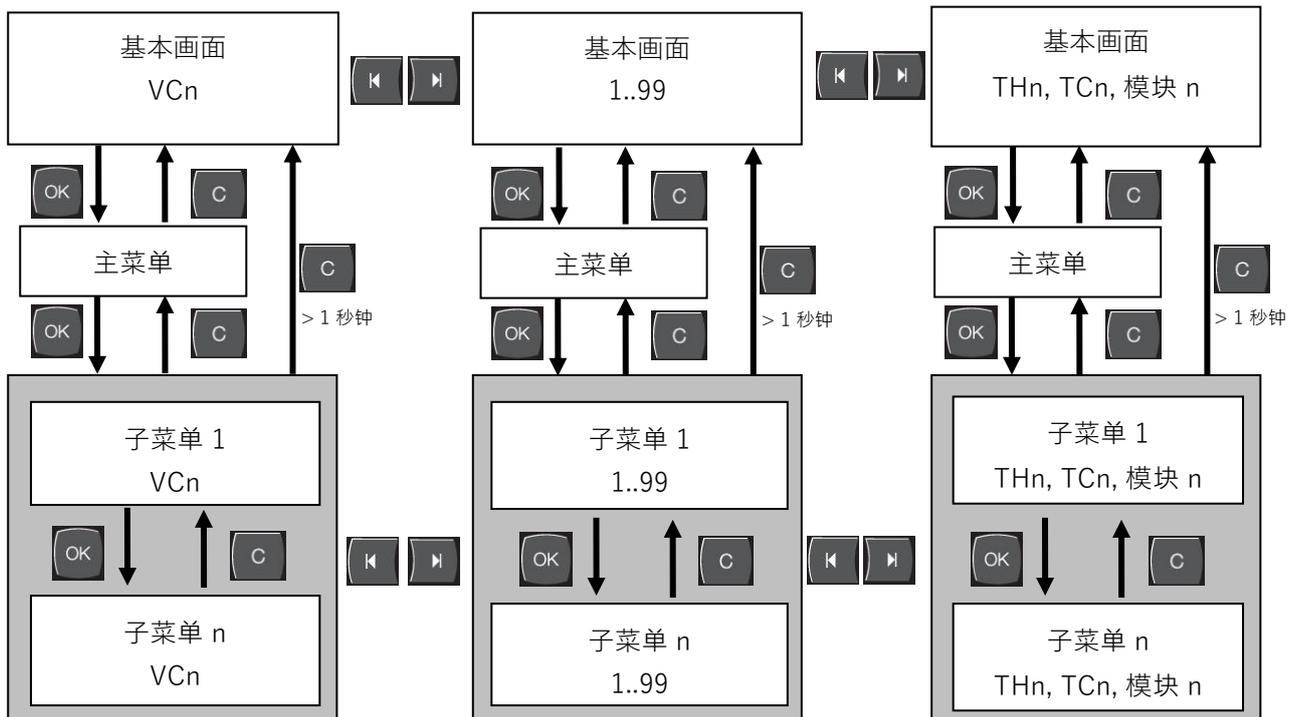 基本画面
VCn
OK
C
主菜单
OK
C
C
> 1 秒钟
子菜单 1
VCn
OK
C
子菜单 n
VCn
基本画面
1..99
OK
C
主菜单
OK
C
C
> 1 秒钟
子菜单 1
1..99
OK
C
子菜单 n
1..99
基本画面
THn, TCn, 模块 n
OK
C
主菜单
OK
C
C
> 1 秒钟
子菜单 1
THn, TCn, 模块 n
OK
C
子菜单 n
THn, TCn, 模块 n